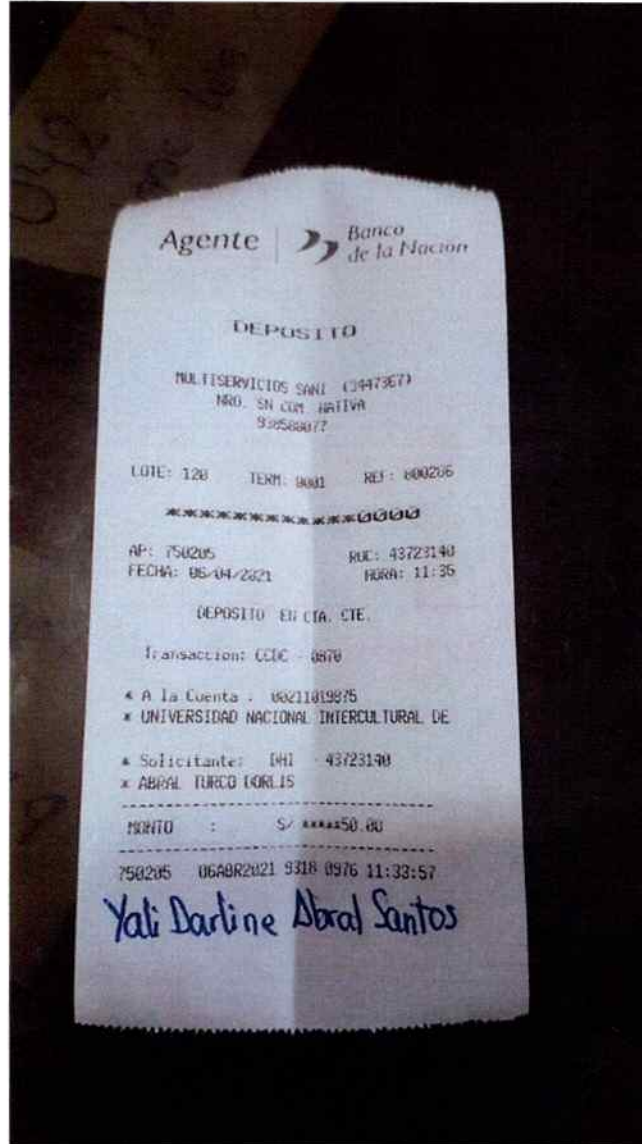 Agente | Banco
de la Nación
DEPOSITO
MULTISERVICIOS SANI (3447367)
NRO. SN COM. NATIVA
938588077
LOTE: 120 TERM: 0001 REF: 000206
************0000
AP: 750205 RUC: 43723140
FECHA: 06/04/2021 HORA: 11:35
DEPOSITO EN CTA. CTE.
Transaccion: CCDC - 0870
* A la Cuenta : 00211019875
* UNIVERSIDAD NACIONAL INTERCULTURAL DE
* Solicitante: DNI - 43723140
* ABRAL TURCO DORLIS
MONTO : S/ *****50.00
750205 06ABR2021 9318 0976 11:33:57
Yali Darline Abral Santos